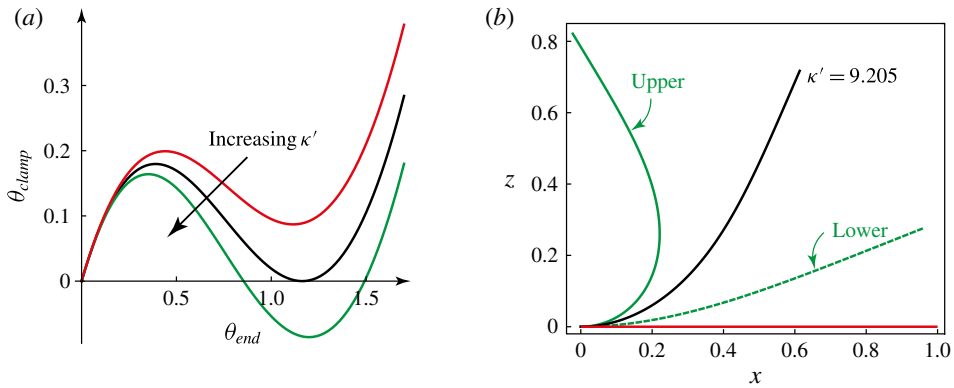 (a)
0.3
0.2
0.1
0
θclamp
Increasing κ′
0.5
1.0
1.5
θend
(b)
0.8
0.6
0.4
0.2
0
z
Upper
κ′ = 9.205
Lower
0
0.2
0.4
0.6
0.8
1.0
x